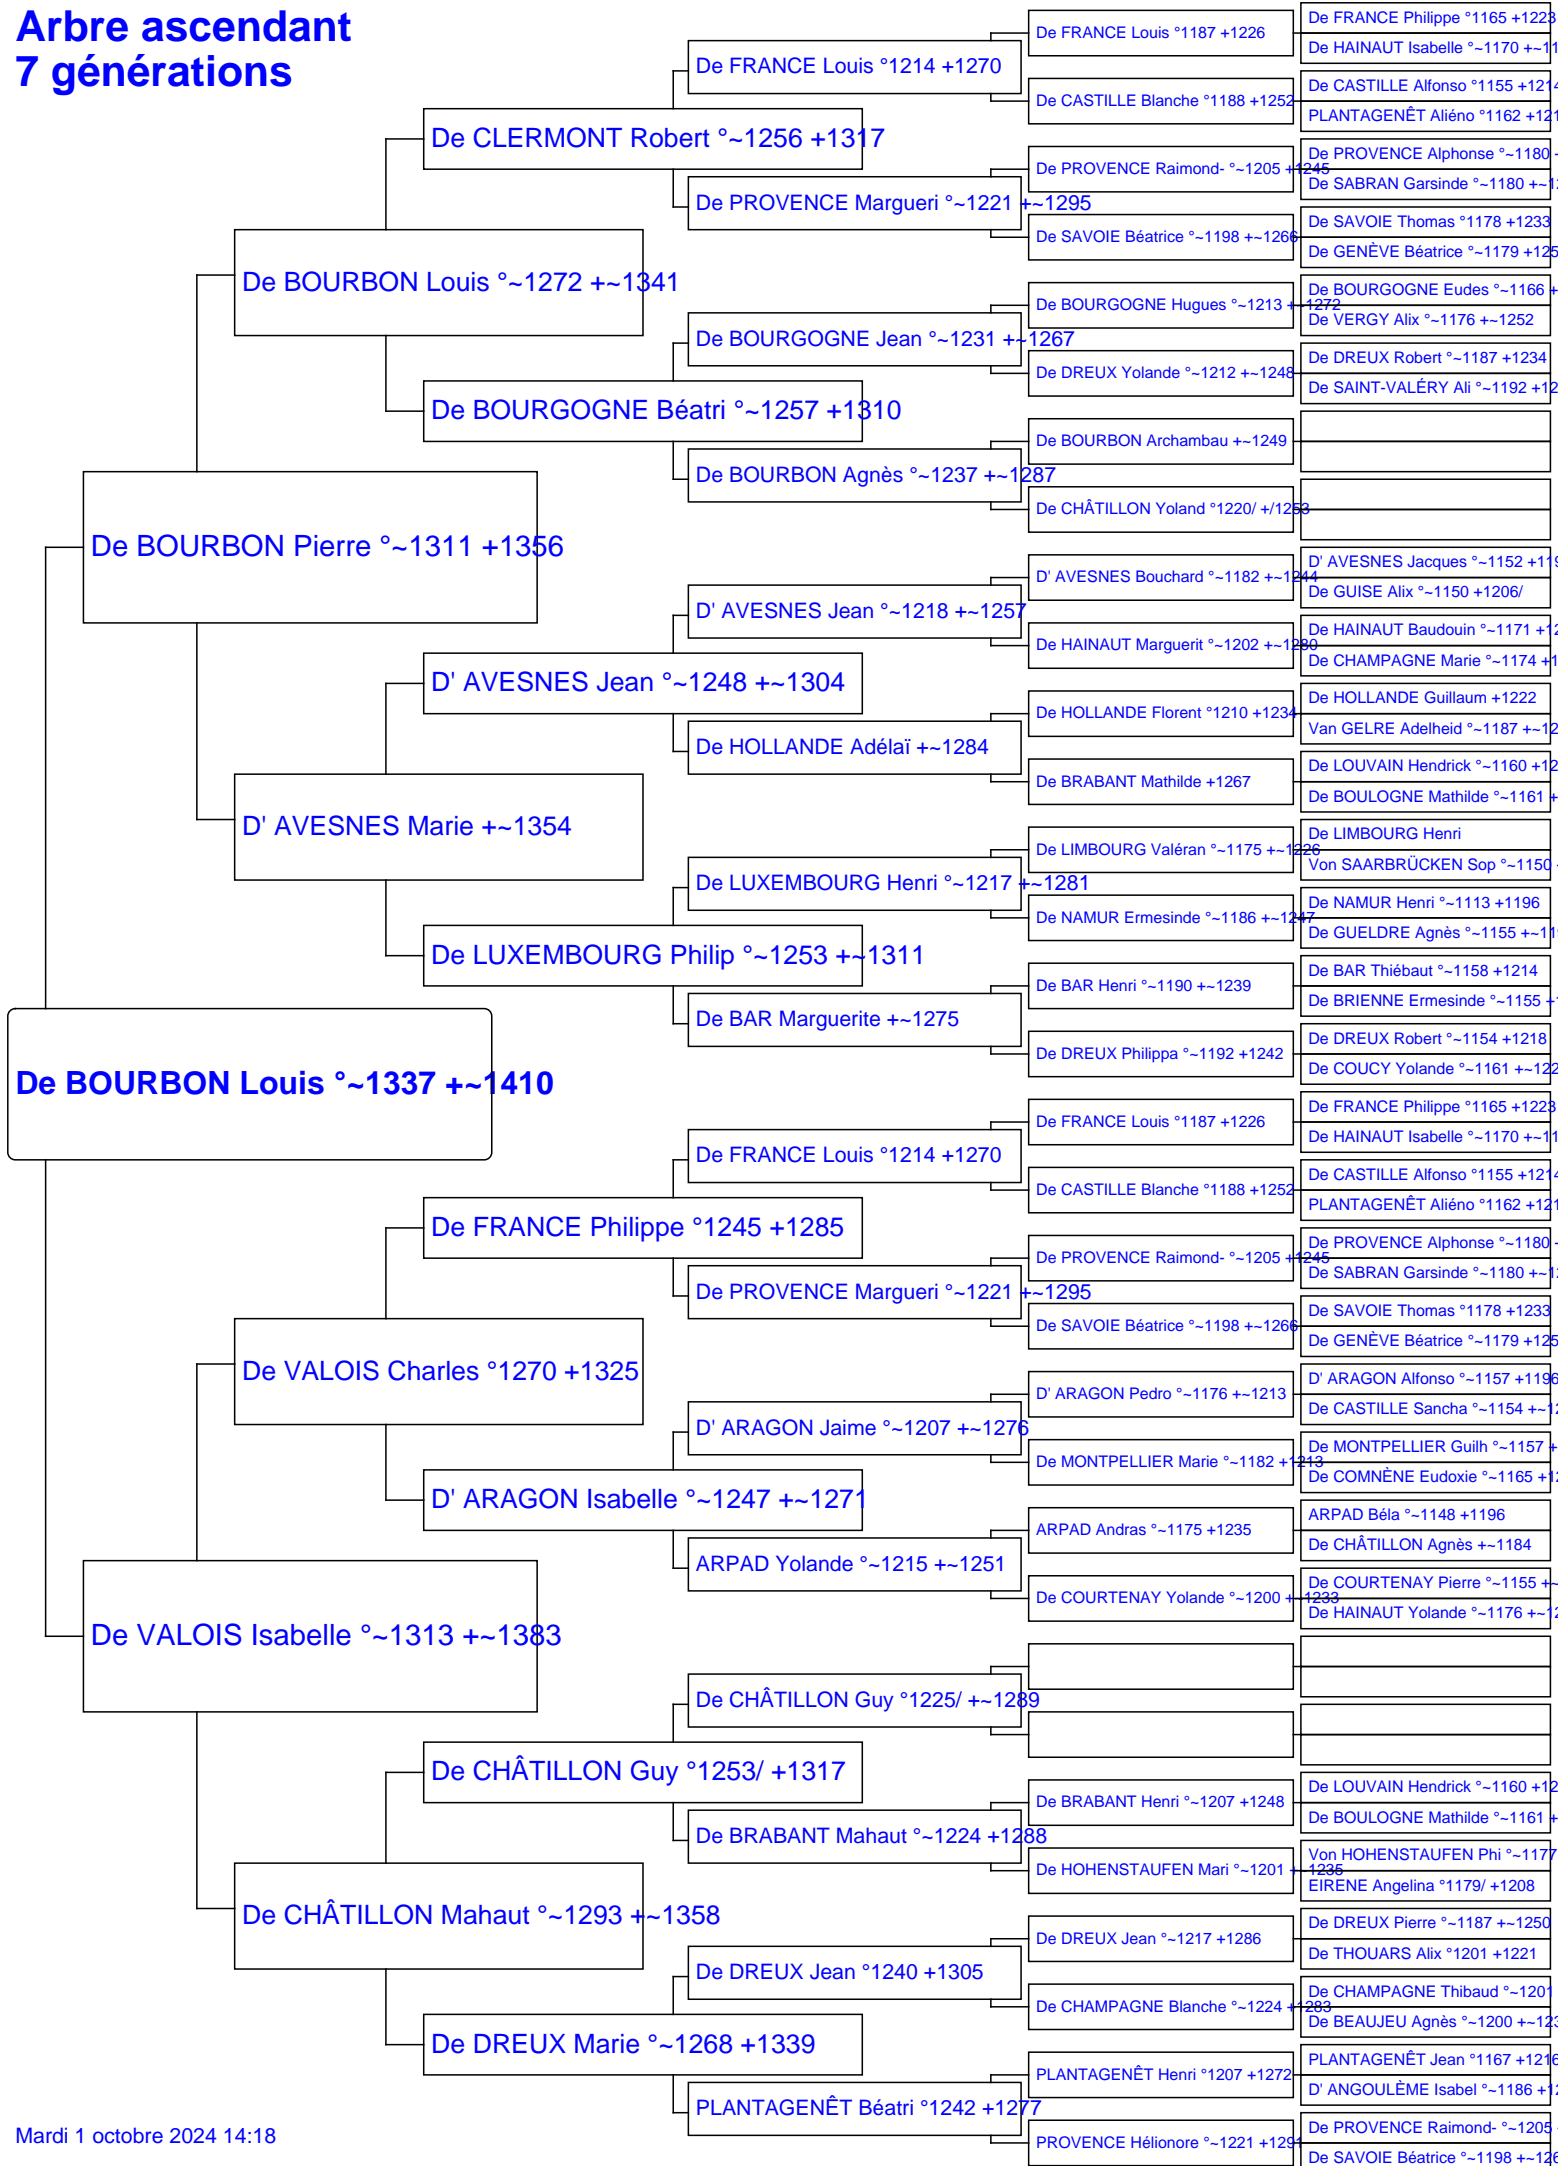 Arbre ascendant
7 générations
De BOURBON Louis °~1337 +~1410
De BOURBON Pierre °~1311 +1356
De VALOIS Isabelle °~1313 +~1383
De BOURBON Louis °~1272 +~1341
D' AVESNES Marie +~1354
De VALOIS Charles °1270 +1325
De CHÂTILLON Mahaut °~1293 +~1358
De CLERMONT Robert °~1256 +1317
De BOURGOGNE Béatri °~1257 +1310
D' AVESNES Jean °~1248 +~1304
De LUXEMBOURG Philip °~1253 +~1311
De FRANCE Philippe °1245 +1285
D' ARAGON Isabelle °~1247 +~1271
De CHÂTILLON Guy °1253/ +1317
De DREUX Marie °~1268 +1339
De FRANCE Louis °1214 +1270
De PROVENCE Margueri °~1221 +~1295
De BOURGOGNE Jean °~1231 +~1267
De BOURBON Agnès °~1237 +~1287
D' AVESNES Jean °~1218 +~1257
De HOLLANDE Adélaï +~1284
De LUXEMBOURG Henri °~1217 +~1281
De BAR Marguerite +~1275
De FRANCE Louis °1214 +1270
De PROVENCE Margueri °~1221 +~1295
D' ARAGON Jaime °~1207 +~1276
ARPAD Yolande °~1215 +~1251
De CHÂTILLON Guy °1225/ +~1289
De BRABANT Mahaut °~1224 +1288
De DREUX Jean °1240 +1305
PLANTAGENÊT Béatri °1242 +1277
De FRANCE Louis °1187 +1226
De CASTILLE Blanche °1188 +1252
De PROVENCE Raimond- °~1205 +1245
De SAVOIE Béatrice °~1198 +~1266
De BOURGOGNE Hugues °~1213 +~1272
De DREUX Yolande °~1212 +~1248
De BOURBON Archambau +~1249
De CHÂTILLON Yoland °1220/ +/1253
D' AVESNES Bouchard °~1182 +~1244
De HAINAUT Marguerit °~1202 +~1280
De HOLLANDE Florent °1210 +1234
De BRABANT Mathilde +1267
De LIMBOURG Valéran °~1175 +~1226
De NAMUR Ermesinde °~1186 +~1247
De BAR Henri °~1190 +~1239
De DREUX Philippa °~1192 +1242
De FRANCE Louis °1187 +1226
De CASTILLE Blanche °1188 +1252
De PROVENCE Raimond- °~1205 +1245
De SAVOIE Béatrice °~1198 +~1266
D' ARAGON Pedro °~1176 +~1213
De MONTPELLIER Marie °~1182 +1213
ARPAD Andras °~1175 +1235
De COURTENAY Yolande °~1200 +~1233
De BRABANT Henri °~1207 +1248
De HOHENSTAUFEN Mari °~1201 +~1235
De DREUX Jean °~1217 +1286
De CHAMPAGNE Blanche °~1224 +1283
PLANTAGENÊT Henri °1207 +1272
PROVENCE Hélionore °~1221 +1291
De FRANCE Philippe °1165 +1223
De HAINAUT Isabelle °~1170 +~11
De CASTILLE Alfonso °1155 +1214
PLANTAGENÊT Aliéno °1162 +121
De PROVENCE Alphonse °~1180 +
De SABRAN Garsinde °~1180 +~12
De SAVOIE Thomas °1178 +1233
De GENÈVE Béatrice °~1179 +125
De BOURGOGNE Eudes °~1166 +
De VERGY Alix °~1176 +~1252
De DREUX Robert °~1187 +1234
De SAINT-VALÉRY Ali °~1192 +12
D' AVESNES Jacques °~1152 +119
De GUISE Alix °~1150 +1206/
De HAINAUT Baudouin °~1171 +12
De CHAMPAGNE Marie °~1174 +1
De HOLLANDE Guillaum +1222
Van GELRE Adelheid °~1187 +~12
De LOUVAIN Hendrick °~1160 +12
De BOULOGNE Mathilde °~1161 +
De LIMBOURG Henri
Von SAARBRÜCKEN Sop °~1150 +
De NAMUR Henri °~1113 +1196
De GUELDRE Agnès °~1155 +~119
De BAR Thiébaut °~1158 +1214
De BRIENNE Ermesinde °~1155 +1
De DREUX Robert °~1154 +1218
De COUCY Yolande °~1161 +~122
De FRANCE Philippe °1165 +1223
De HAINAUT Isabelle °~1170 +~11
De CASTILLE Alfonso °1155 +1214
PLANTAGENÊT Aliéno °1162 +121
De PROVENCE Alphonse °~1180 +
De SABRAN Garsinde °~1180 +~12
De SAVOIE Thomas °1178 +1233
De GENÈVE Béatrice °~1179 +125
D' ARAGON Alfonso °~1157 +1196
De CASTILLE Sancha °~1154 +~12
De MONTPELLIER Guilh °~1157 +
De COMNÈNE Eudoxie °~1165 +12
ARPAD Béla °~1148 +1196
De CHÂTILLON Agnès +~1184
De COURTENAY Pierre °~1155 +~
De HAINAUT Yolande °~1176 +~12
De LOUVAIN Hendrick °~1160 +12
De BOULOGNE Mathilde °~1161 +
Von HOHENSTAUFEN Phi °~1177
EIRENE Angelina °1179/ +1208
De DREUX Pierre °~1187 +~1250
De THOUARS Alix °1201 +1221
De CHAMPAGNE Thibaud °~1201
De BEAUJEU Agnès °~1200 +~123
PLANTAGENÊT Jean °1167 +1216
D' ANGOULÈME Isabel °~1186 +12
De PROVENCE Raimond- °~1205 +
De SAVOIE Béatrice °~1198 +~126
Mardi 1 octobre 2024 14:18